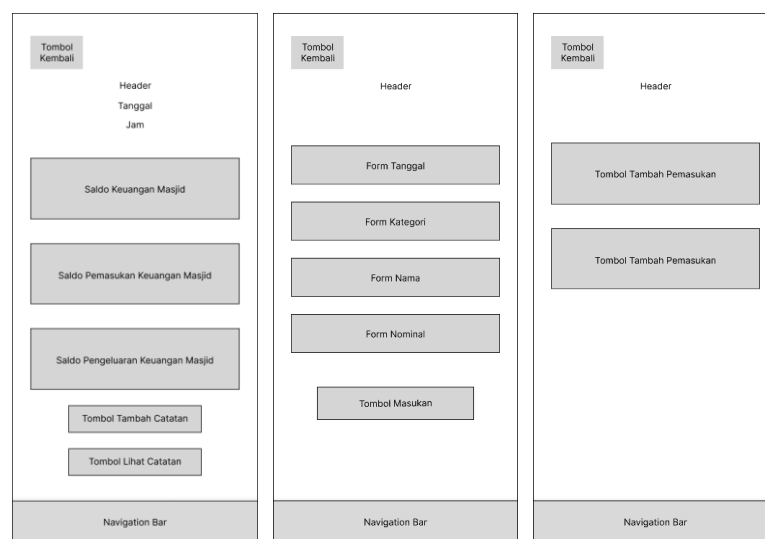 Tombol
Kembali
Header
Tanggal
Jam
Saldo Keuangan Masjid
Saldo Pemasukan Keuangan Masjid
Saldo Pengeluaran Keuangan Masjid
Tombol Tambah Catatan
Tombol Lihat Catatan
Navigation Bar
Tombol
Kembali
Header
Form Tanggal
Form Kategori
Form Nama
Form Nominal
Tombol Masukan
Navigation Bar
Tombol
Kembali
Header
Tombol Tambah Pemasukan
Tombol Tambah Pemasukan
Navigation Bar